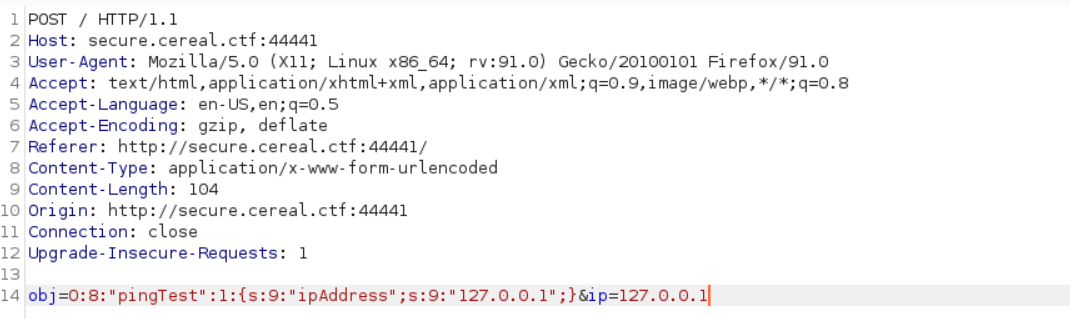 1 POST / HTTP/1.1
2 Host: secure.cereal.ctf:44441
3 User-Agent: Mozilla/5.0 (X11; Linux x86_64; rv:91.0) Gecko/20100101 Firefox/91.0
4 Accept: text/html,application/xhtml+xml,application/xml;q=0.9,image/webp,*/*;q=0.8
5 Accept-Language: en-US,en;q=0.5
6 Accept-Encoding: gzip, deflate
7 Referer: http://secure.cereal.ctf:44441/
8 Content-Type: application/x-www-form-urlencoded
9 Content-Length: 104
10 Origin: http://secure.cereal.ctf:44441
11 Connection: close
12 Upgrade-Insecure-Requests: 1
13
14 obj=O:8:"pingTest":1:{s:9:"ipAddress";s:9:"127.0.0.1";}&ip=127.0.0.1